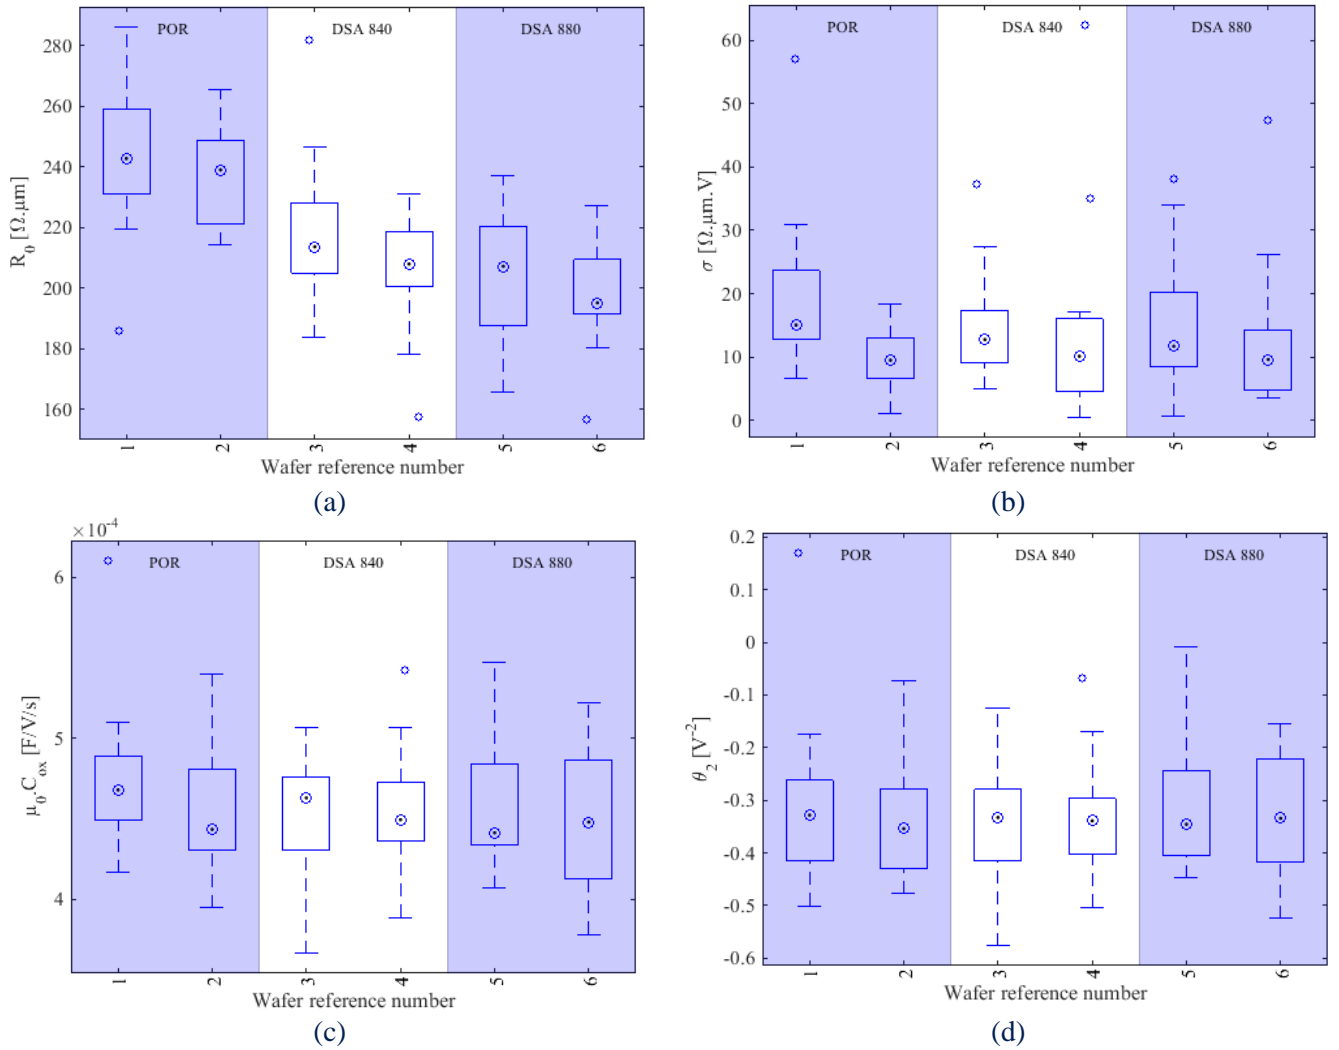 POR DSA 840 DSA 880
280
260
240
220
200
180
160
R₀ [Ω.μm]
1 2 3 4 5 6
Wafer reference number
(a)
POR DSA 840 DSA 880
60
50
40
30
20
10
0
σ [Ω.μm.V]
1 2 3 4 5 6
Wafer reference number
(b)
×10⁻⁴
POR DSA 840 DSA 880
6
5
4
μ₀.Cₒₓ [F/V/s]
1 2 3 4 5 6
Wafer reference number
(c)
POR DSA 840 DSA 880
0.2
0.1
0
-0.1
-0.2
-0.3
-0.4
-0.5
-0.6
θ₂ [V⁻²]
1 2 3 4 5 6
Wafer reference number
(d)